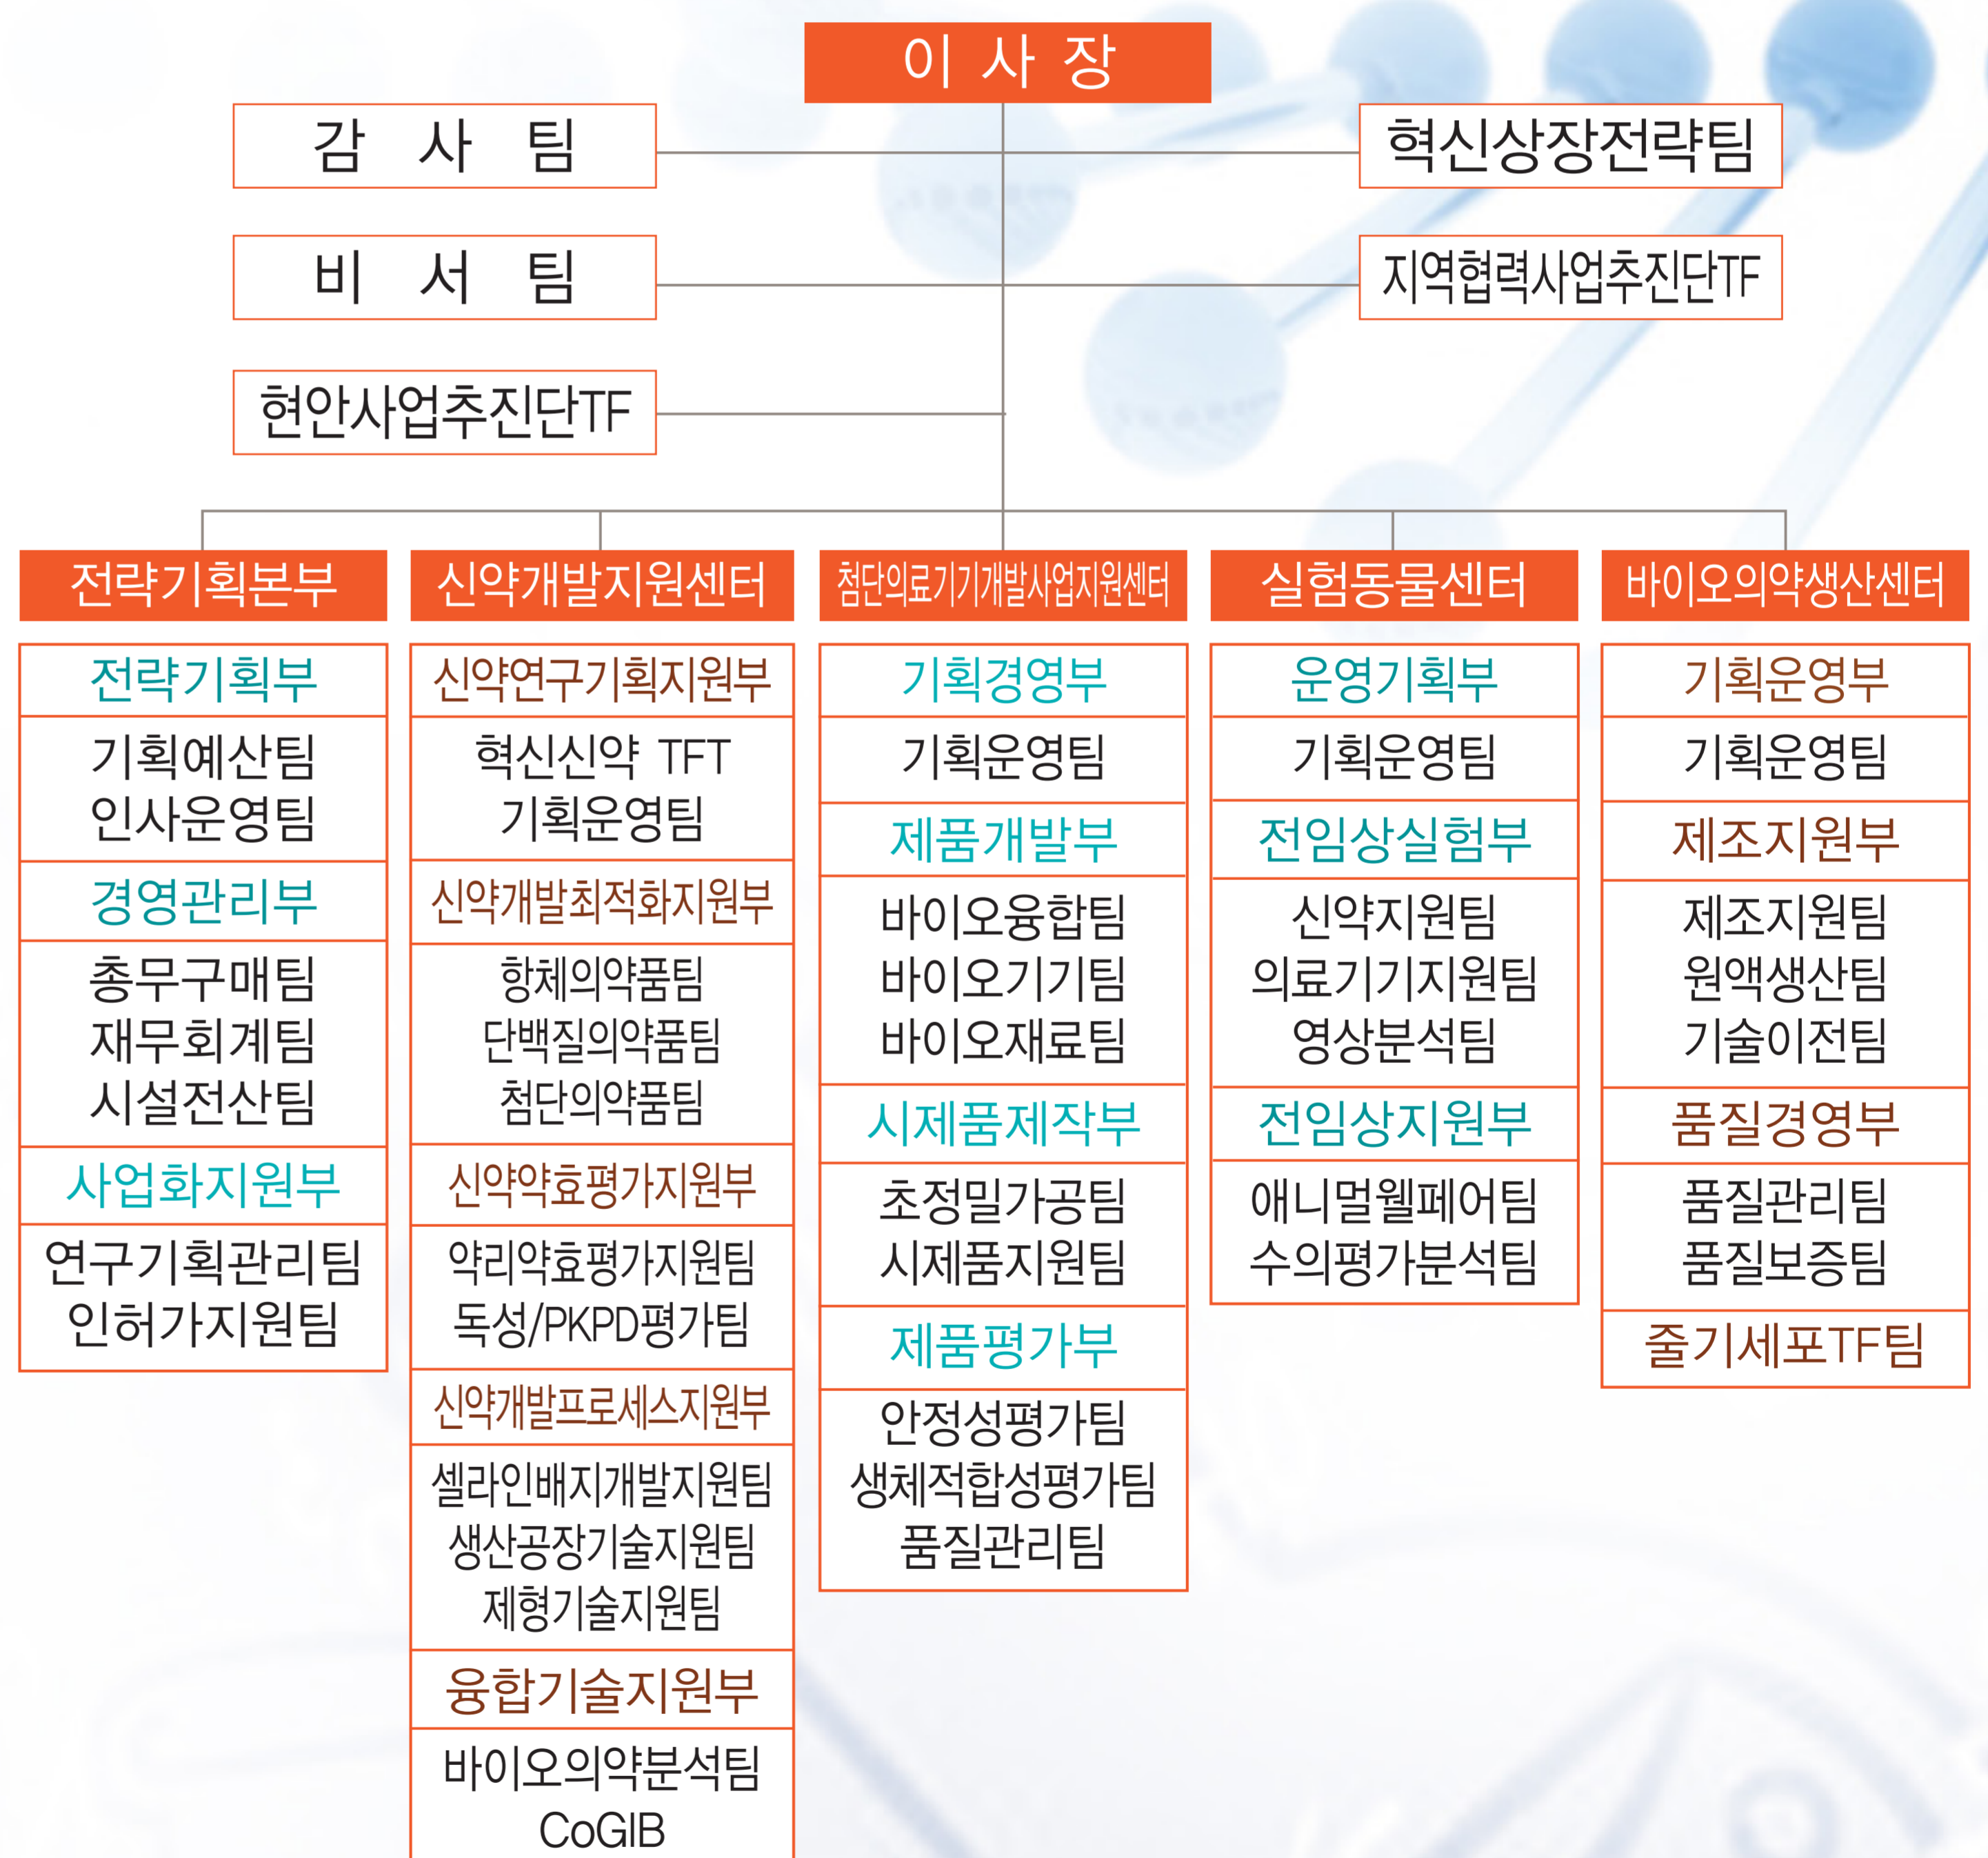 이 사 장
감 사 팀
혁신상장전략팀
비 서 팀
지역협력사업추진단TF
현안사업추진단TF
전략기획본부
전략기획부
기획예산팀
인사운영팀
경영관리부
총무구매팀
재무회계팀
시설전산팀
사업화지원부
연구기획관리팀
인허가지원팀
신약개발지원센터
신약연구기획지원부
혁신신약 TFT
기획운영팀
신약개발최적화지원부
항체의약품팀
단백질의약품팀
첨단의약품팀
신약약효평가지원부
약리약효평가지원팀
독성/PKPD평가팀
신약개발프로세스지원부
셀라인배지개발지원팀
생산공장기술지원팀
제형기술지원팀
융합기술지원부
바이오의약분석팀
CoGIB
첨단의료기기개발사업지원센터
기획경영부
기획운영팀
제품개발부
바이오융합팀
바이오기기팀
바이오재료팀
시제품제작부
초정밀가공팀
시제품지원팀
제품평가부
안정성평가팀
생체적합성평가팀
품질관리팀
실험동물센터
운영기획부
기획운영팀
전임상실험부
신약지원팀
의료기기지원팀
영상분석팀
전임상지원부
애니멀웰페어팀
수의평가분석팀
바이오의약생산센터
기획운영부
기획운영팀
제조지원부
제조지원팀
원액생산팀
기술이전팀
품질경영부
품질관리팀
품질보증팀
줄기세포TF팀